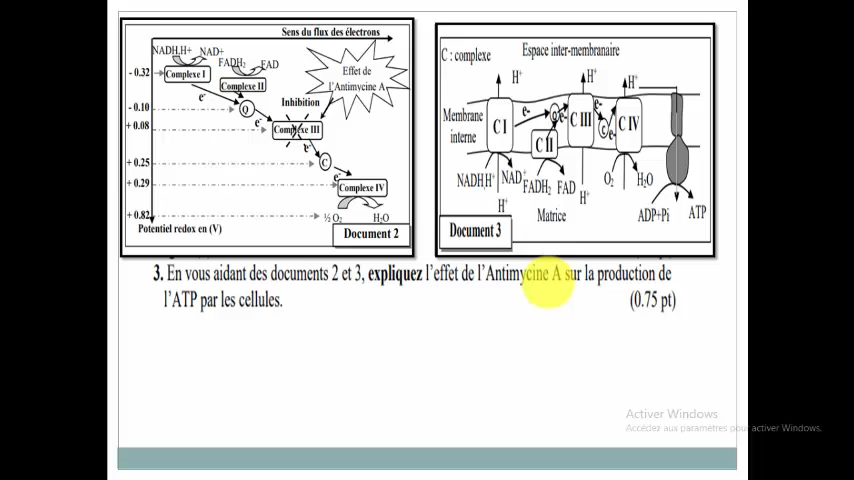 Sens du flux des électrons
NADH,H+ NAD+
FADH₂ FAD
Effet de
l'Antimycine A
- 0.32
Complexe I
Complexe II
e-
Inhibition
- 0.10
Q
+ 0.08
e-
Complexe III
e-
+ 0.25
C
e-
+ 0.29
Complexe IV
+ 0.82
½ O₂ H₂O
Potentiel redox en (V)
Document 2
C : complexe
Espace inter-membranaire
H+ H+ H+
Membrane
interne
C I
e-
Q
e-
C II
C III
e-
C
e-
C IV
NADH,H+ NAD+
FADH₂ FAD
H+
O₂ H₂O
H+
Matrice
ADP+Pi ATP
Document 3
3. En vous aidant des documents 2 et 3, expliquez l'effet de l'Antimycine A sur la production de
l'ATP par les cellules. (0.75 pt)
Activer Windows
Accédez aux paramètres pour activer Windows.